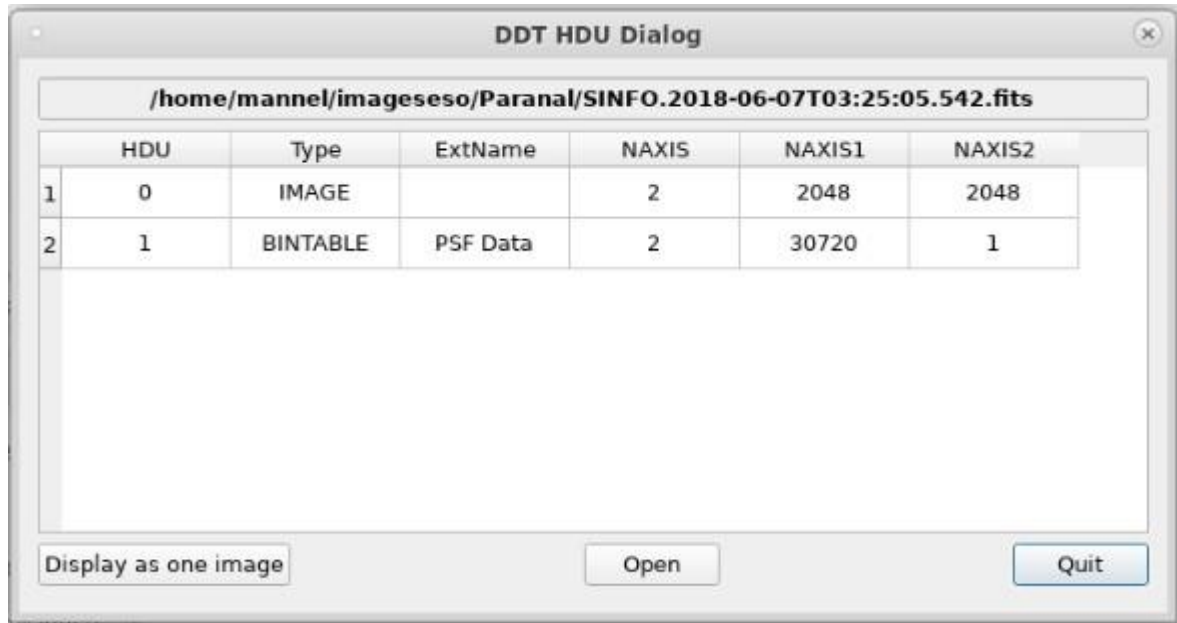 DDT HDU Dialog
/home/mannel/imageseso/Paranal/SINFO.2018-06-07T03:25:05.542.fits
HDU Type ExtName NAXIS NAXIS1 NAXIS2
1 0 IMAGE 2 2048 2048
2 1 BINTABLE PSF Data 2 30720 1
Display as one image Open Quit